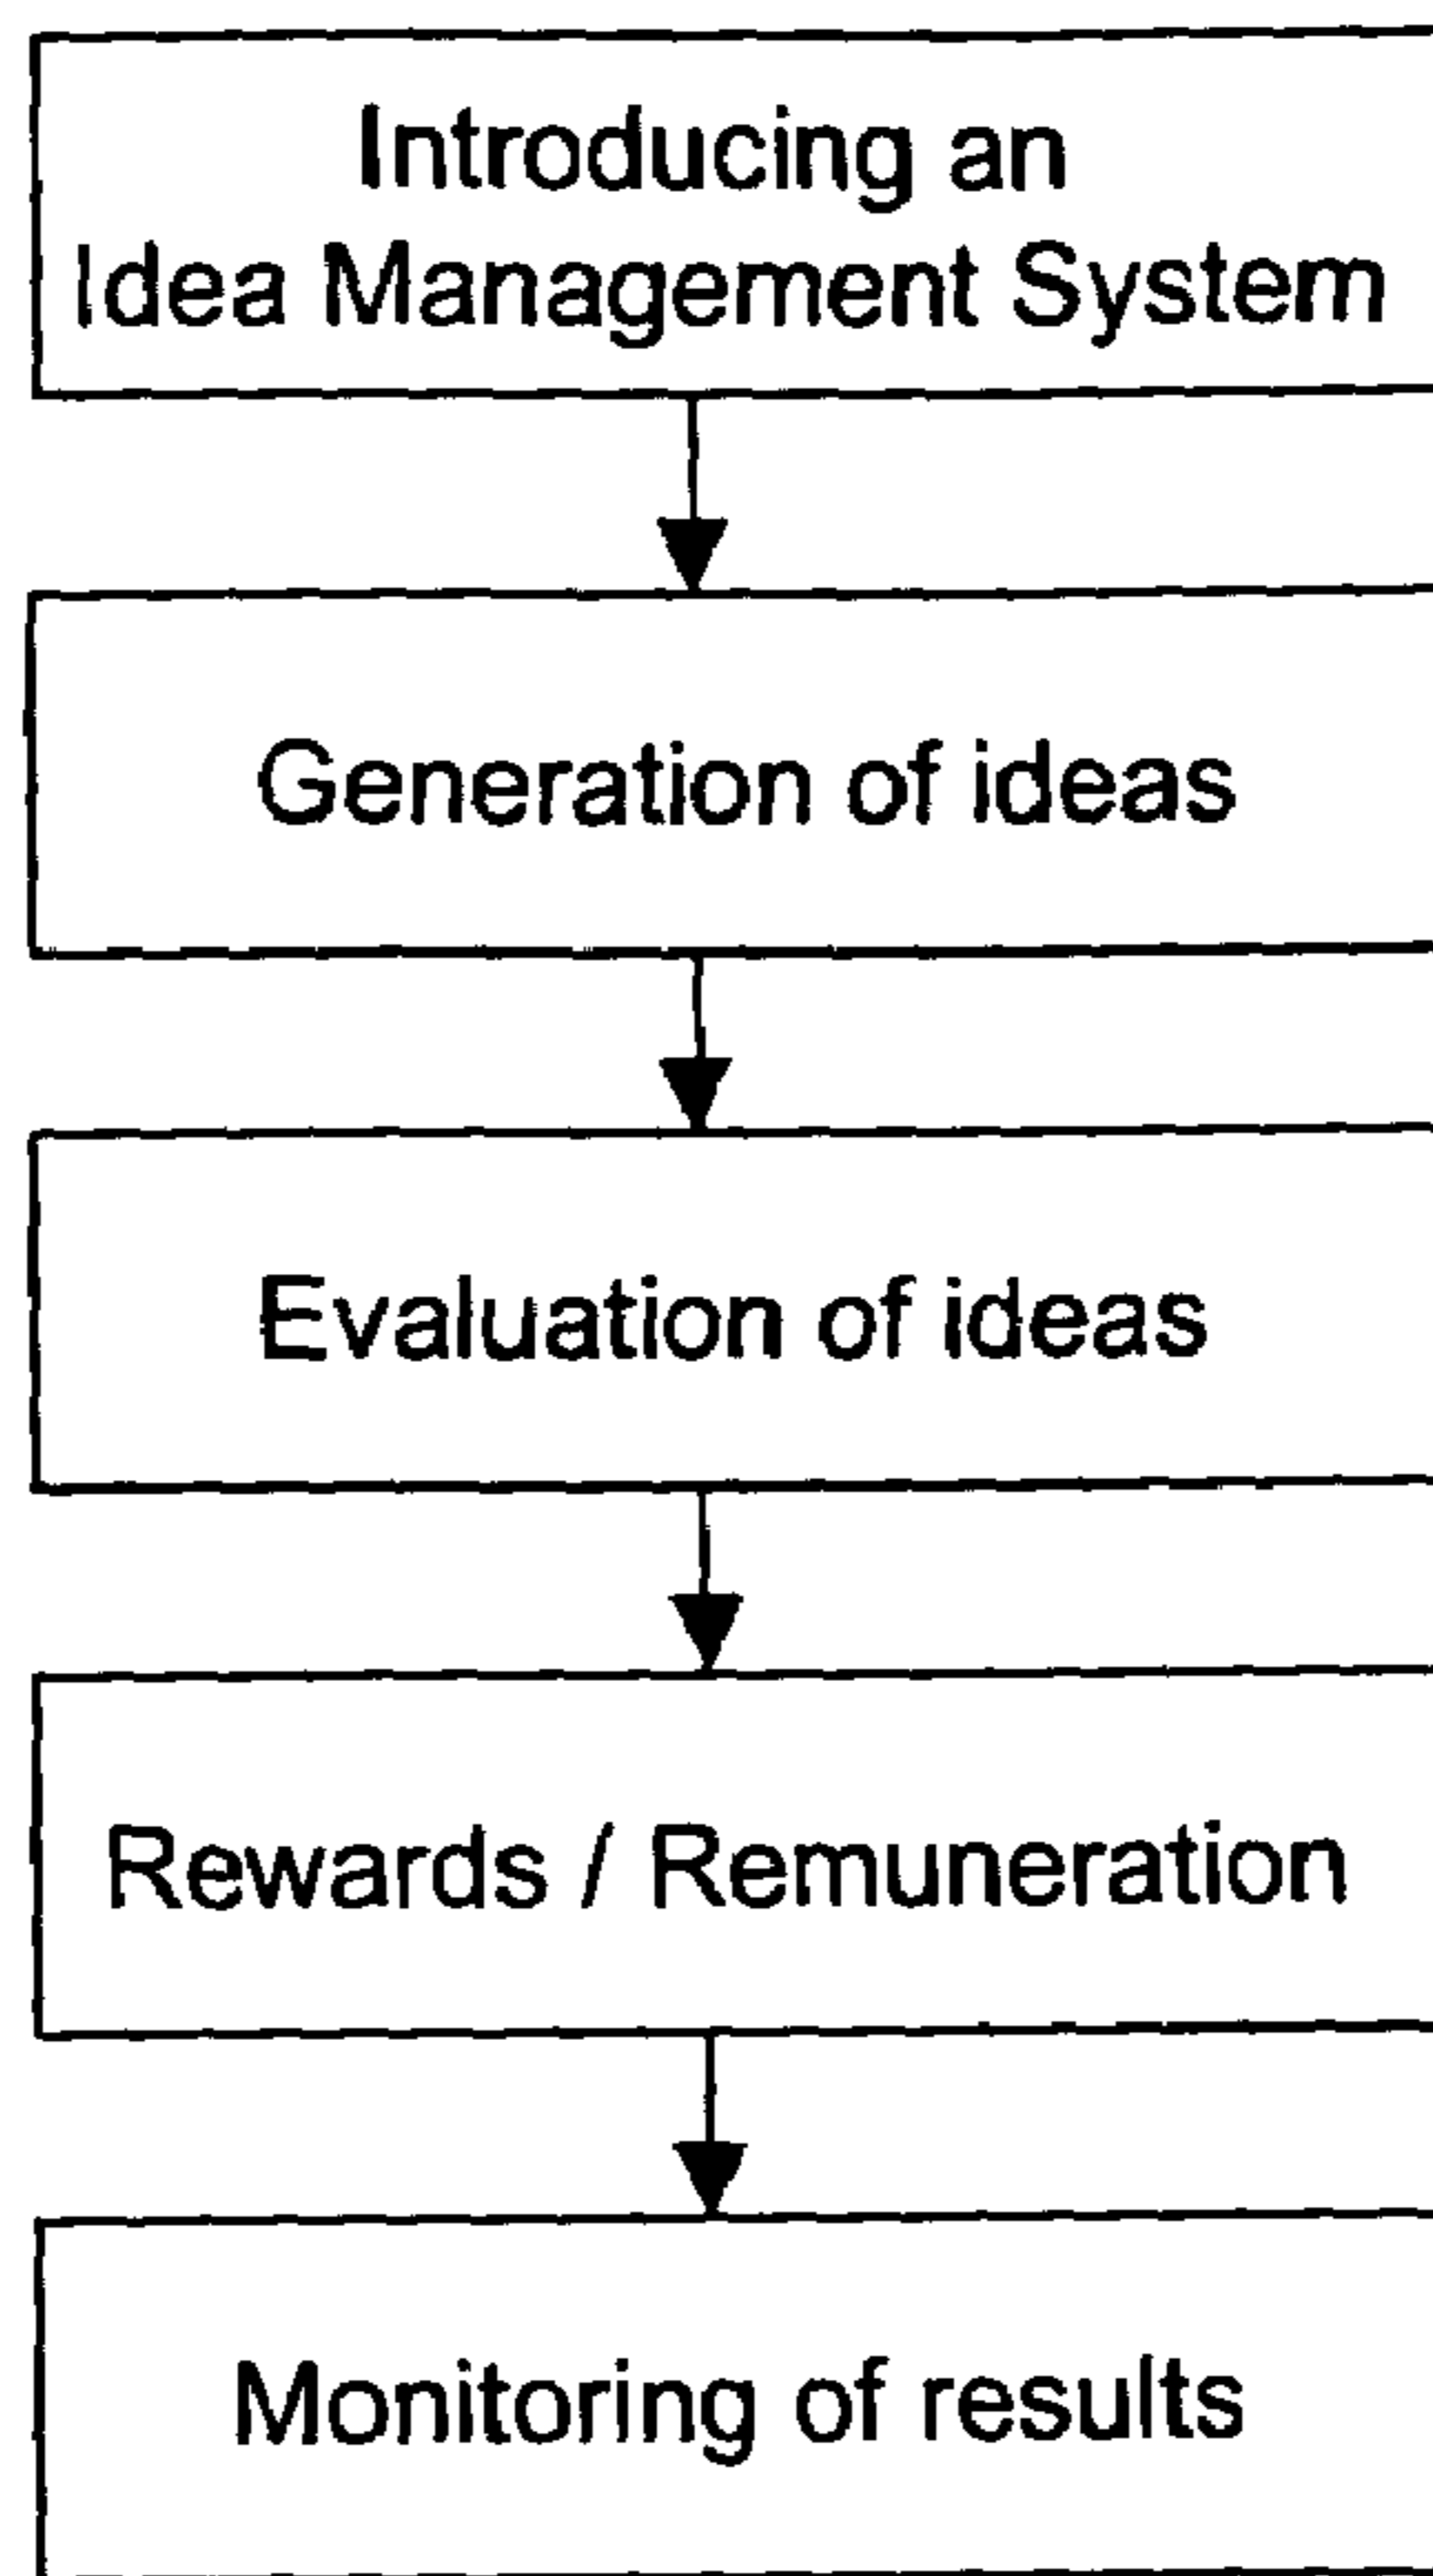 Introducing an
Idea Management System
Generation of ideas
Evaluation of ideas
Rewards / Remuneration
Monitoring of results